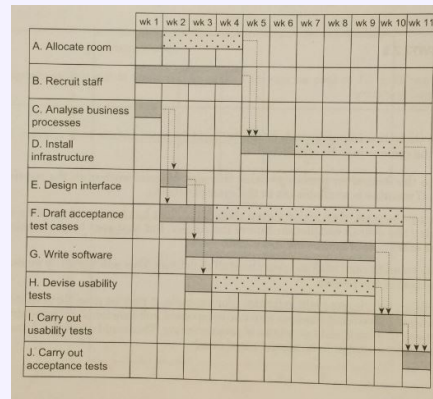 wk 1 wk 2 wk 3 wk 4 wk 5 wk 6 wk 7 wk 8 wk 9 wk 10 wk 11
A. Allocate room
B. Recruit staff
C. Analyse business
processes
D. Install
infrastructure
E. Design interface
F. Draft acceptance
test cases
G. Write software
H. Devise usability
tests
I. Carry out
usability tests
J. Carry out
acceptance tests